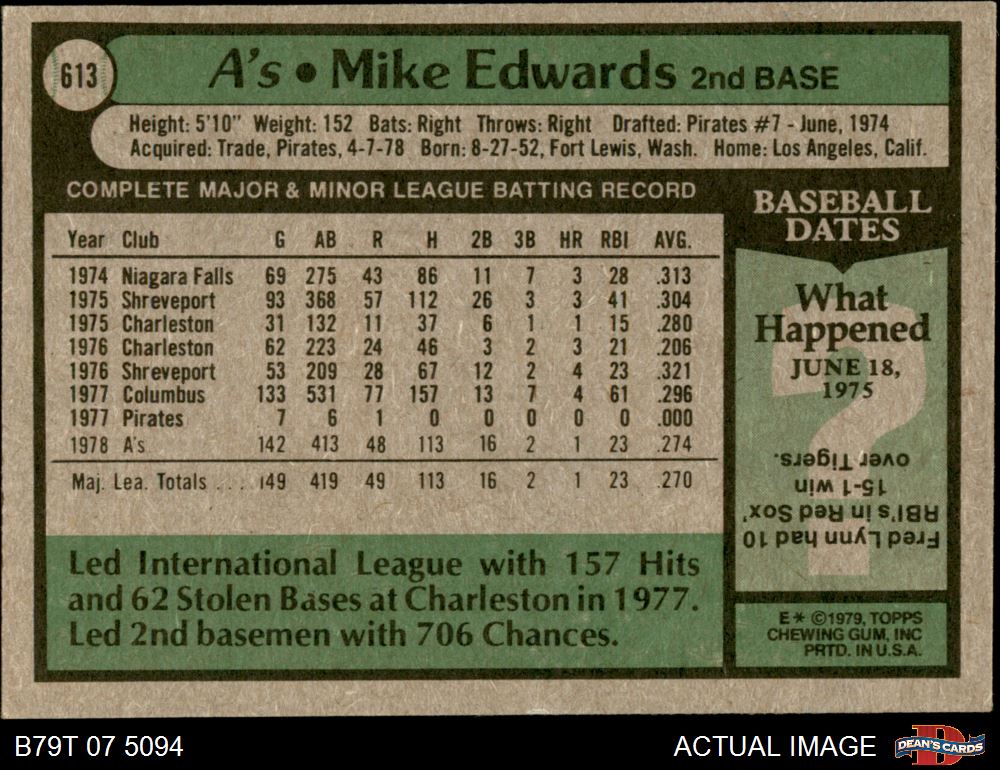 613
A's • Mike Edwards 2nd BASE
Height: 5'10" Weight: 152 Bats: Right Throws: Right Drafted: Pirates #7 - June, 1974
Acquired: Trade, Pirates, 4-7-78 Born: 8-27-52, Fort Lewis, Wash. Home: Los Angeles, Calif.
COMPLETE MAJOR & MINOR LEAGUE BATTING RECORD
Year Club G AB R H 2B 3B HR RBI AVG.
1974 Niagara Falls 69 275 43 86 11 7 3 28 .313
1975 Shreveport 93 368 57 112 26 3 3 41 .304
1975 Charleston 31 132 11 37 6 1 1 15 .280
1976 Charleston 62 223 24 46 3 2 3 21 .206
1976 Shreveport 53 209 28 67 12 2 4 23 .321
1977 Columbus 133 531 77 157 13 7 4 61 .296
1977 Pirates 7 6 1 0 0 0 0 0 .000
1978 A's 142 413 48 113 16 2 1 23 .274
Maj. Lea. Totals . . . 149 419 49 113 16 2 1 23 .270
Led International League with 157 Hits
and 62 Stolen Bases at Charleston in 1977.
Led 2nd basemen with 706 Chances.
BASEBALL
DATES
What
Happened
JUNE 18,
1975
?
Fred Lynn had 10
RBI's in Red Sox'
15-1 win
over Tigers.
E* ©1979, TOPPS
CHEWING GUM, INC
PRTD. IN U.S.A.
B79T 07 5094
ACTUAL IMAGE
D
DEAN'S CARDS